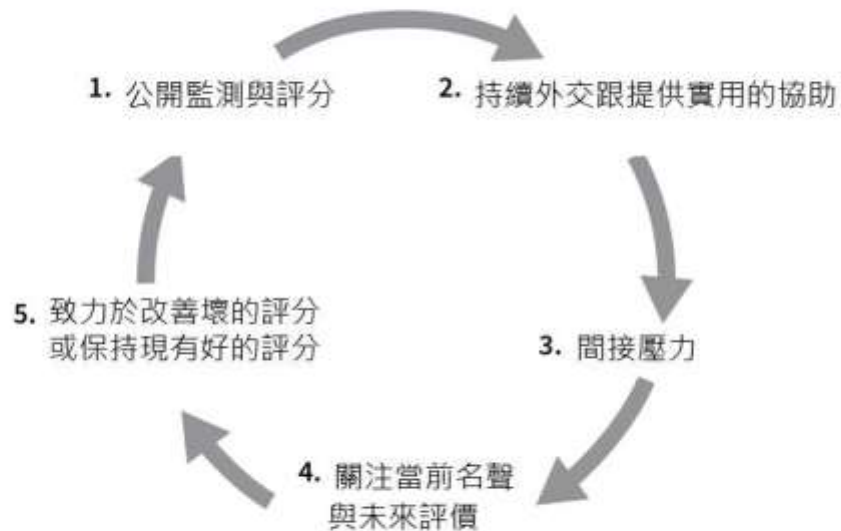 1. 公開監測與評分
2. 持續外交跟提供實用的協助
3. 間接壓力
4. 關注當前名聲
與未來評價
5. 致力於改善壞的評分
或保持現有好的評分